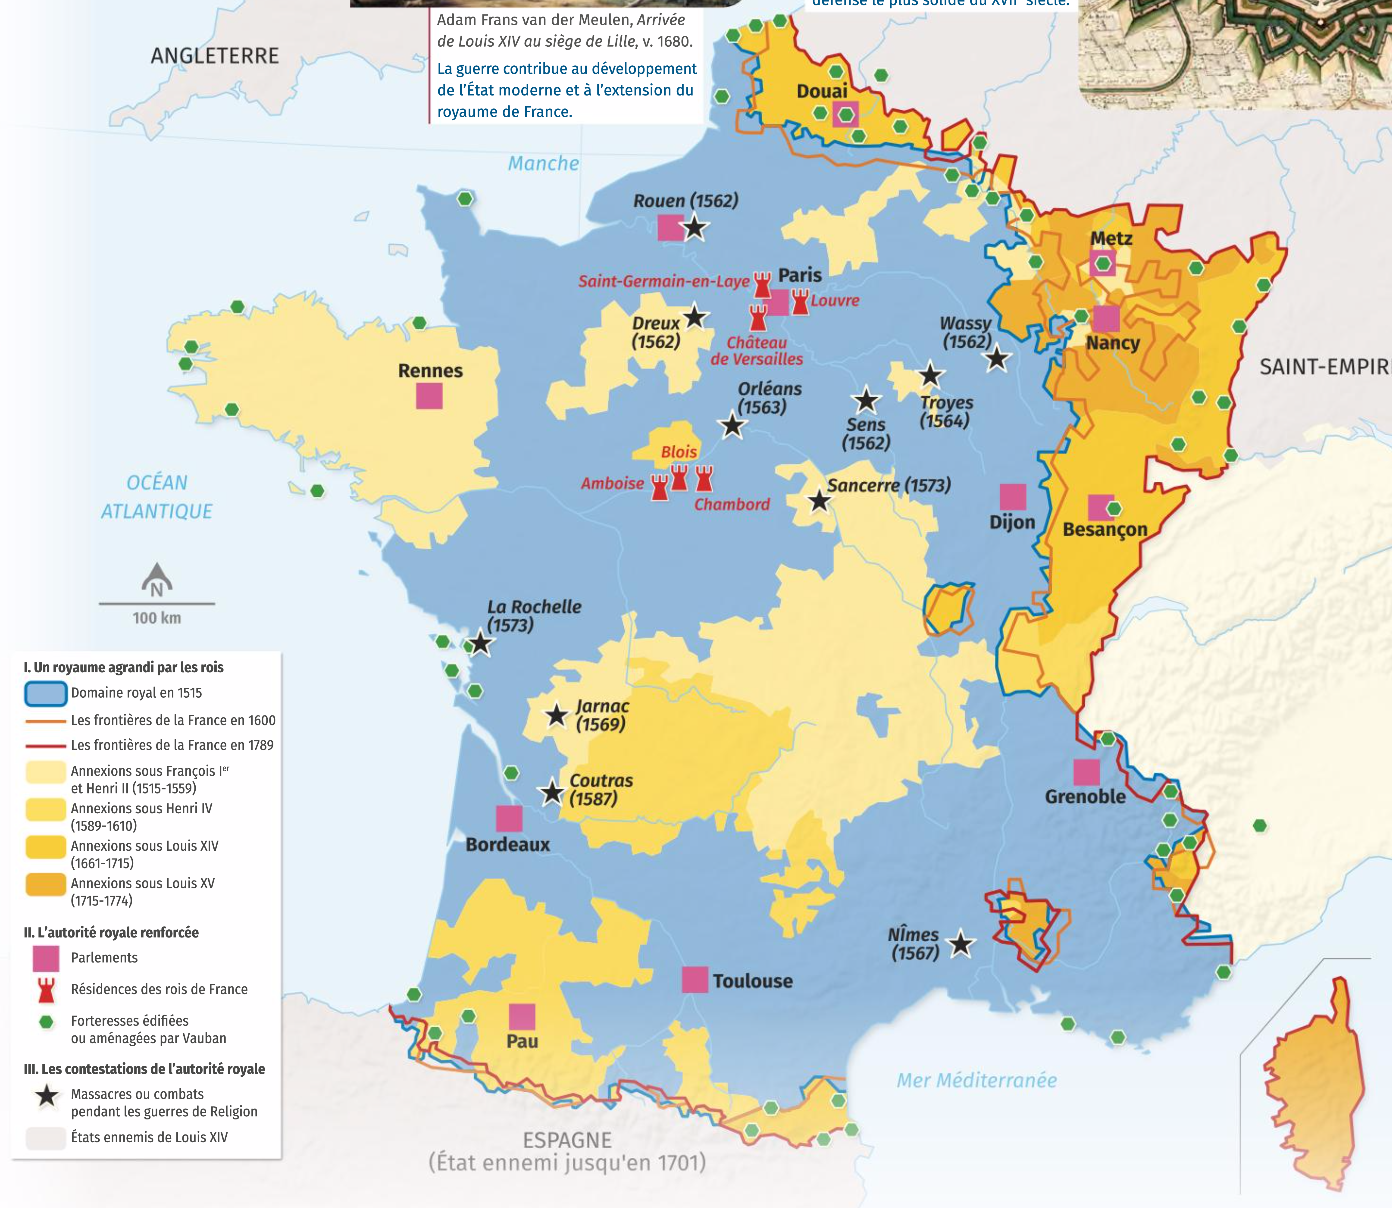 défense le plus solide du XVIIe siècle.
Adam Frans van der Meulen, Arrivée
de Louis XIV au siège de Lille, v. 1680.
La guerre contribue au développement
de l'État moderne et à l'extension du
royaume de France.
ANGLETERRE
Manche
Douai
Rouen (1562)
Metz
Saint-Germain-en-Laye
Paris
Louvre
Château
de Versailles
Dreux
(1562)
Wassy
(1562)
Nancy
SAINT-EMPIR
Rennes
Orléans
(1563)
Sens
(1562)
Troyes
(1564)
Blois
Amboise
Chambord
Sancerre (1573)
Dijon
Besançon
OCÉAN
ATLANTIQUE
N
100 km
La Rochelle
(1573)
Jarnac
(1569)
Coutras
(1587)
Bordeaux
Grenoble
Nîmes
(1567)
Toulouse
Pau
Mer Méditerranée
ESPAGNE
(État ennemi jusqu'en 1701)
I. Un royaume agrandi par les rois
Domaine royal en 1515
Les frontières de la France en 1600
Les frontières de la France en 1789
Annexions sous François Ier
et Henri II (1515-1559)
Annexions sous Henri IV
(1589-1610)
Annexions sous Louis XIV
(1661-1715)
Annexions sous Louis XV
(1715-1774)
II. L'autorité royale renforcée
Parlements
Résidences des rois de France
Forteresses édifiées
ou aménagées par Vauban
III. Les contestations de l'autorité royale
Massacres ou combats
pendant les guerres de Religion
États ennemis de Louis XIV